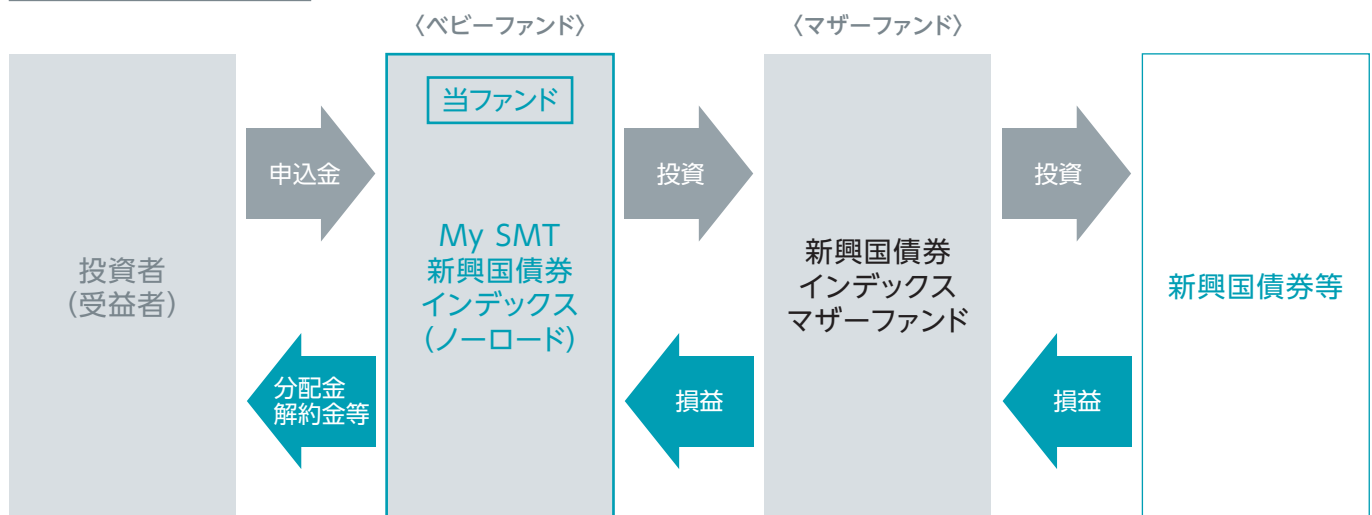 〈ベビーファンド〉
〈マザーファンド〉
投資者
(受益者)
申込金
分配金
解約金等
当ファンド
My SMT
新興国債券
インデックス
(ノーロード)
投資
損益
新興国債券
インデックス
マザーファンド
投資
損益
新興国債券等